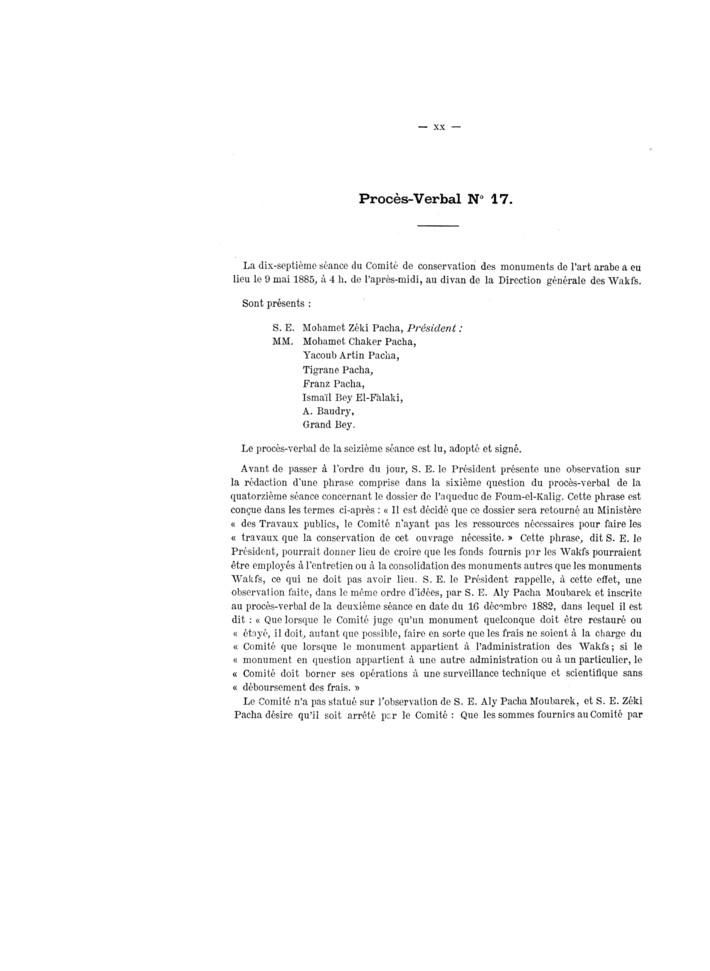 — xx —
Procès-Verbal N° 17.
La dix-septième séance du Comité de conservation des monuments de l'art arabe a eu
lieu le 9 mai 1885, à 4 h. de l'après-midi, au divan de la Direction générale des Wakfs.
Sont présents :
S. E. Mohamet Zéki Pacha, Président :
MM. Mohamet Chaker Pacha,
Yacoub Artin Pacha,
Tigrane Pacha,
Franz Pacha,
Ismaïl Bey El-Falaki,
A. Baudry,
Grand Bey.
Le procès-verbal de la seizième séance est lu, adopté et signé.
Avant de passer à l'ordre du jour, S. E. le Président présente une observation sur
la rédaction d'une phrase comprise dans la sixième question du procès-verbal de la
quatorzième séance concernant le dossier de l'aqueduc de Foum-el-Kalig. Cette phrase est
conçue dans les termes ci-après : « Il est décidé que ce dossier sera retourné au Ministère
« des Travaux publics, le Comité n'ayant pas les ressources nécessaires pour faire les
« travaux que la conservation de cet ouvrage nécessite. » Cette phrase, dit S. E. le
Président, pourrait donner lieu de croire que les fonds fournis par les Wakfs pourraient
être employés à l'entretien ou à la consolidation des monuments autres que les monuments
Wakfs, ce qui ne doit pas avoir lieu. S. E. le Président rappelle, à cette effet, une
observation faite, dans le même ordre d'idées, par S. E. Aly Pacha Moubarek et inscrite
au procès-verbal de la deuxième séance en date du 16 décembre 1882, dans lequel il est
dit : « Que lorsque le Comité juge qu'un monument quelconque doit être restauré ou
« étayé, il doit, autant que possible, faire en sorte que les frais ne soient à la charge du
« Comité que lorsque le monument appartient à l'administration des Wakfs ; si le
« monument en question appartient à une autre administration ou à un particulier, le
« Comité doit borner ses opérations à une surveillance technique et scientifique sans
« déboursement des frais. »
Le Comité n'a pas statué sur l'observation de S. E. Aly Pacha Moubarek, et S. E. Zéki
Pacha désire qu'il soit arrêté par le Comité : Que les sommes fournies au Comité par